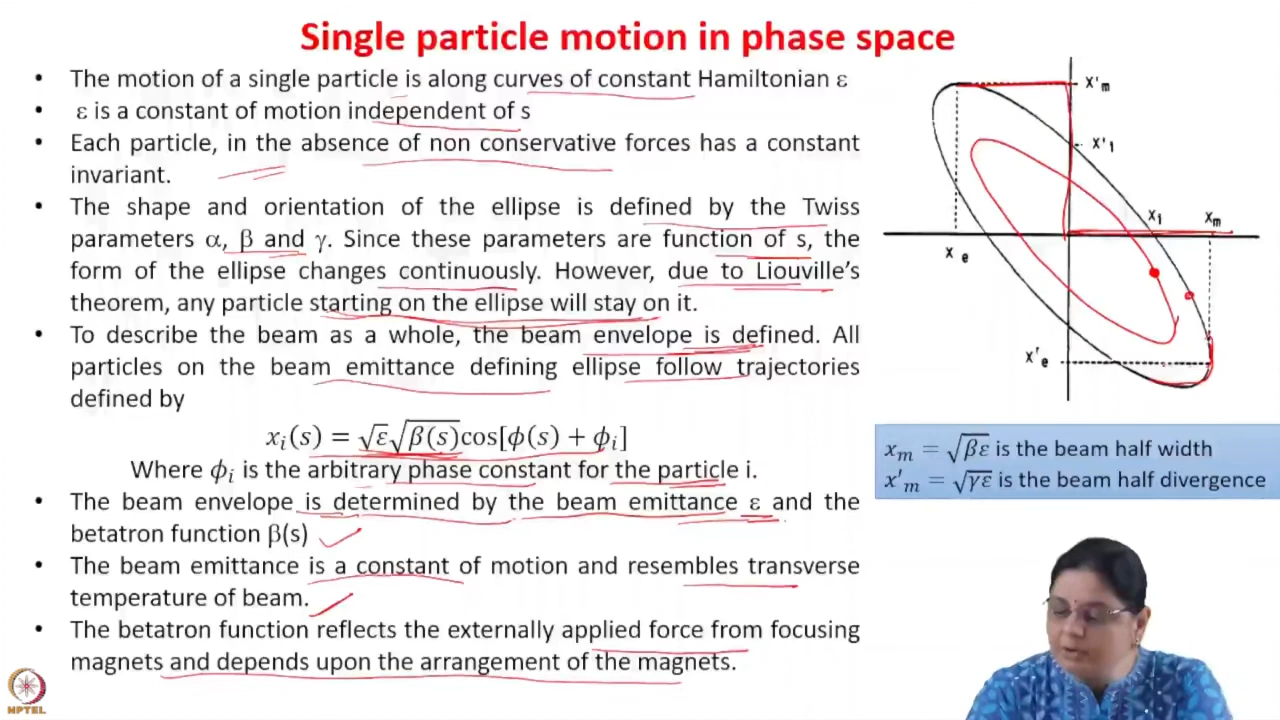 Single particle motion in phase space
• The motion of a single particle is along curves of constant Hamiltonian ε
• ε is a constant of motion independent of s
• Each particle, in the absence of non conservative forces has a constant
invariant.
• The shape and orientation of the ellipse is defined by the Twiss
parameters α, β and γ. Since these parameters are function of s, the
form of the ellipse changes continuously. However, due to Liouville's
theorem, any particle starting on the ellipse will stay on it.
• To describe the beam as a whole, the beam envelope is defined. All
particles on the beam emittance defining ellipse follow trajectories
defined by
x_i(s) = √ε√β(s)cos[ϕ(s) + ϕ_i]
Where ϕ_i is the arbitrary phase constant for the particle i.
• The beam envelope is determined by the beam emittance ε and the
betatron function β(s)
• The beam emittance is a constant of motion and resembles transverse
temperature of beam.
• The betatron function reflects the externally applied force from focusing
magnets and depends upon the arrangement of the magnets.
x'm
x'ı
xı
xm
x e
x'e
x_m = √βε is the beam half width
x'_m = √γε is the beam half divergence
NPTEL